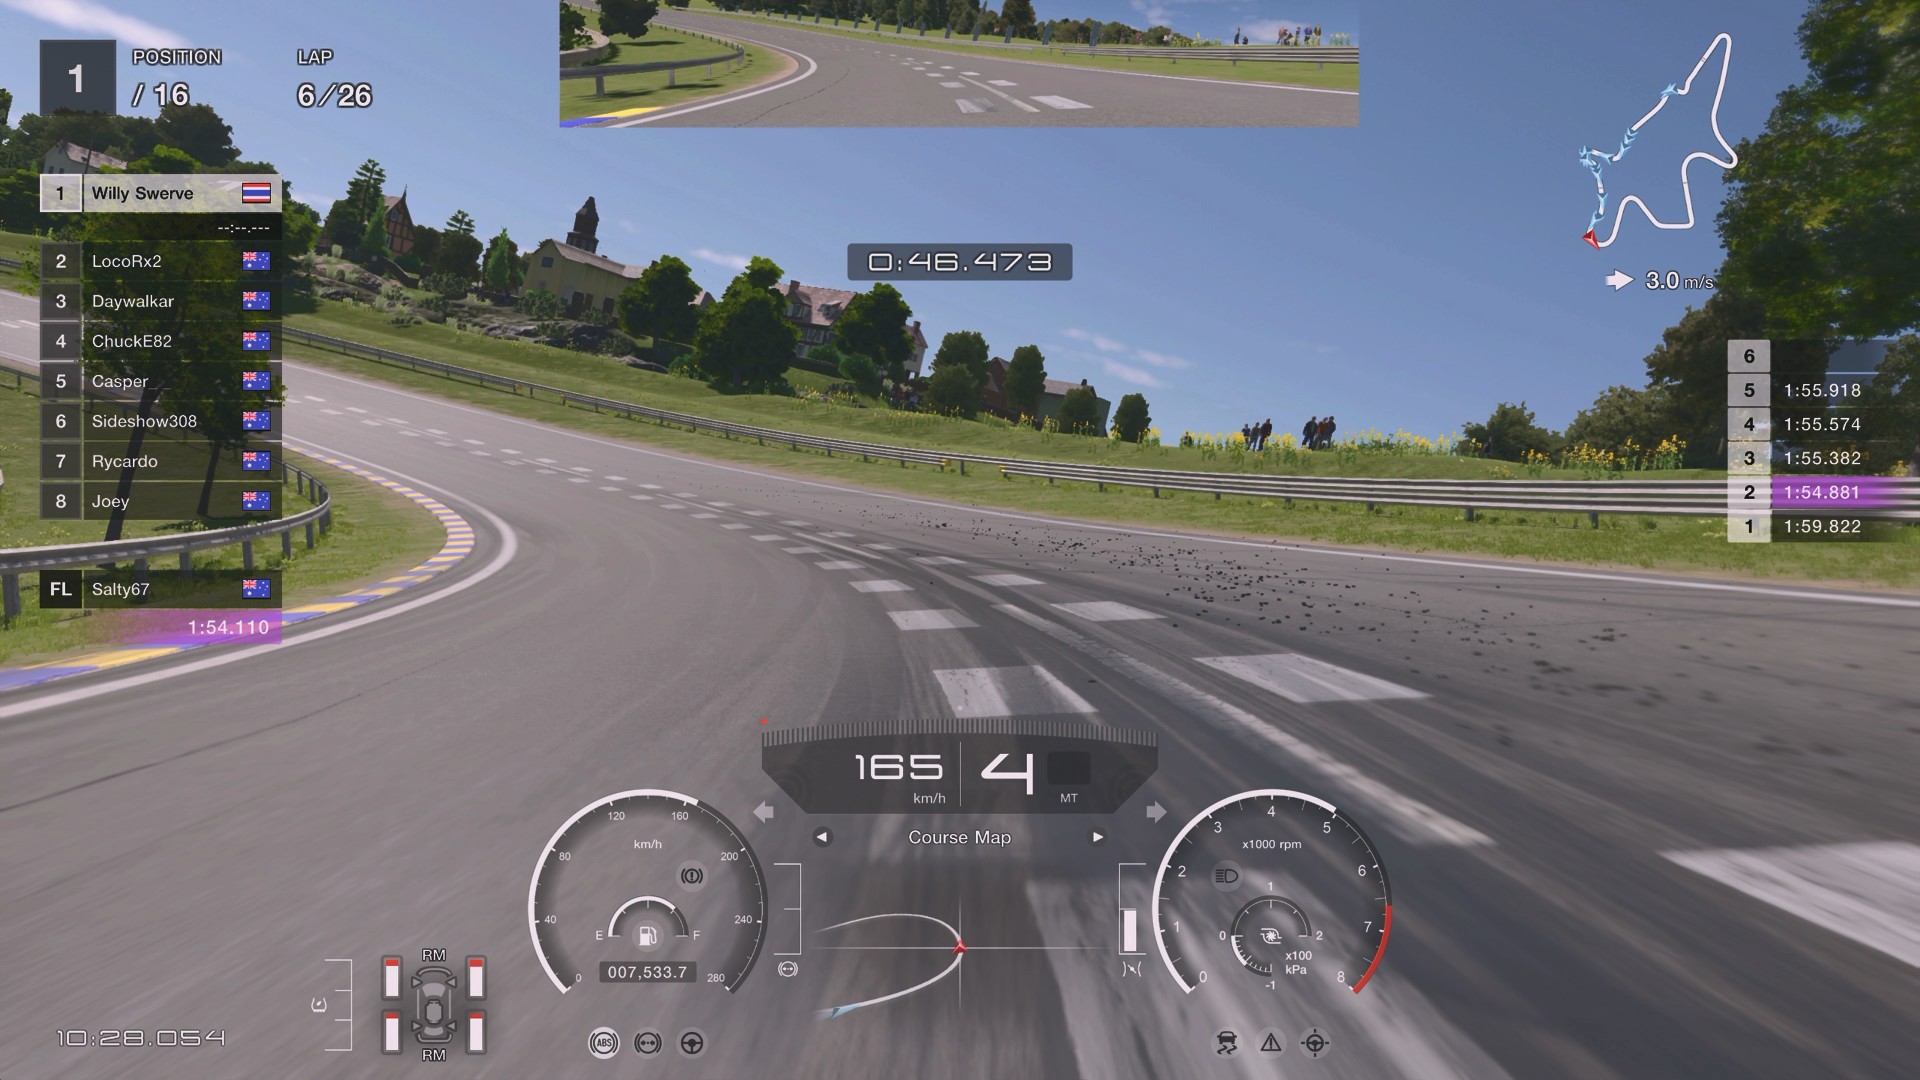 1
POSITION
/ 16
LAP
6/26
1 Willy Swerve
--:--.---
2 LocoRx2
3 Daywalkar
4 ChuckE82
5 Casper__
6 Sideshow308
7 Rycardo
8 Joey
FL Salty67
1:54.110
0:46.473
3.0 m/s
6
5 1:55.918
4 1:55.574
3 1:55.382
2 1:54.881
1 1:59.822
165 km/h
4 MT
Course Map
0 40 80 120 160 200 240 280
km/h
E F
007,533.7
0 1 2 3 4 5 6 7 8
x1000 rpm
-1 0 1 2
x100 kPa
RM
RM
ABS
10:28.054